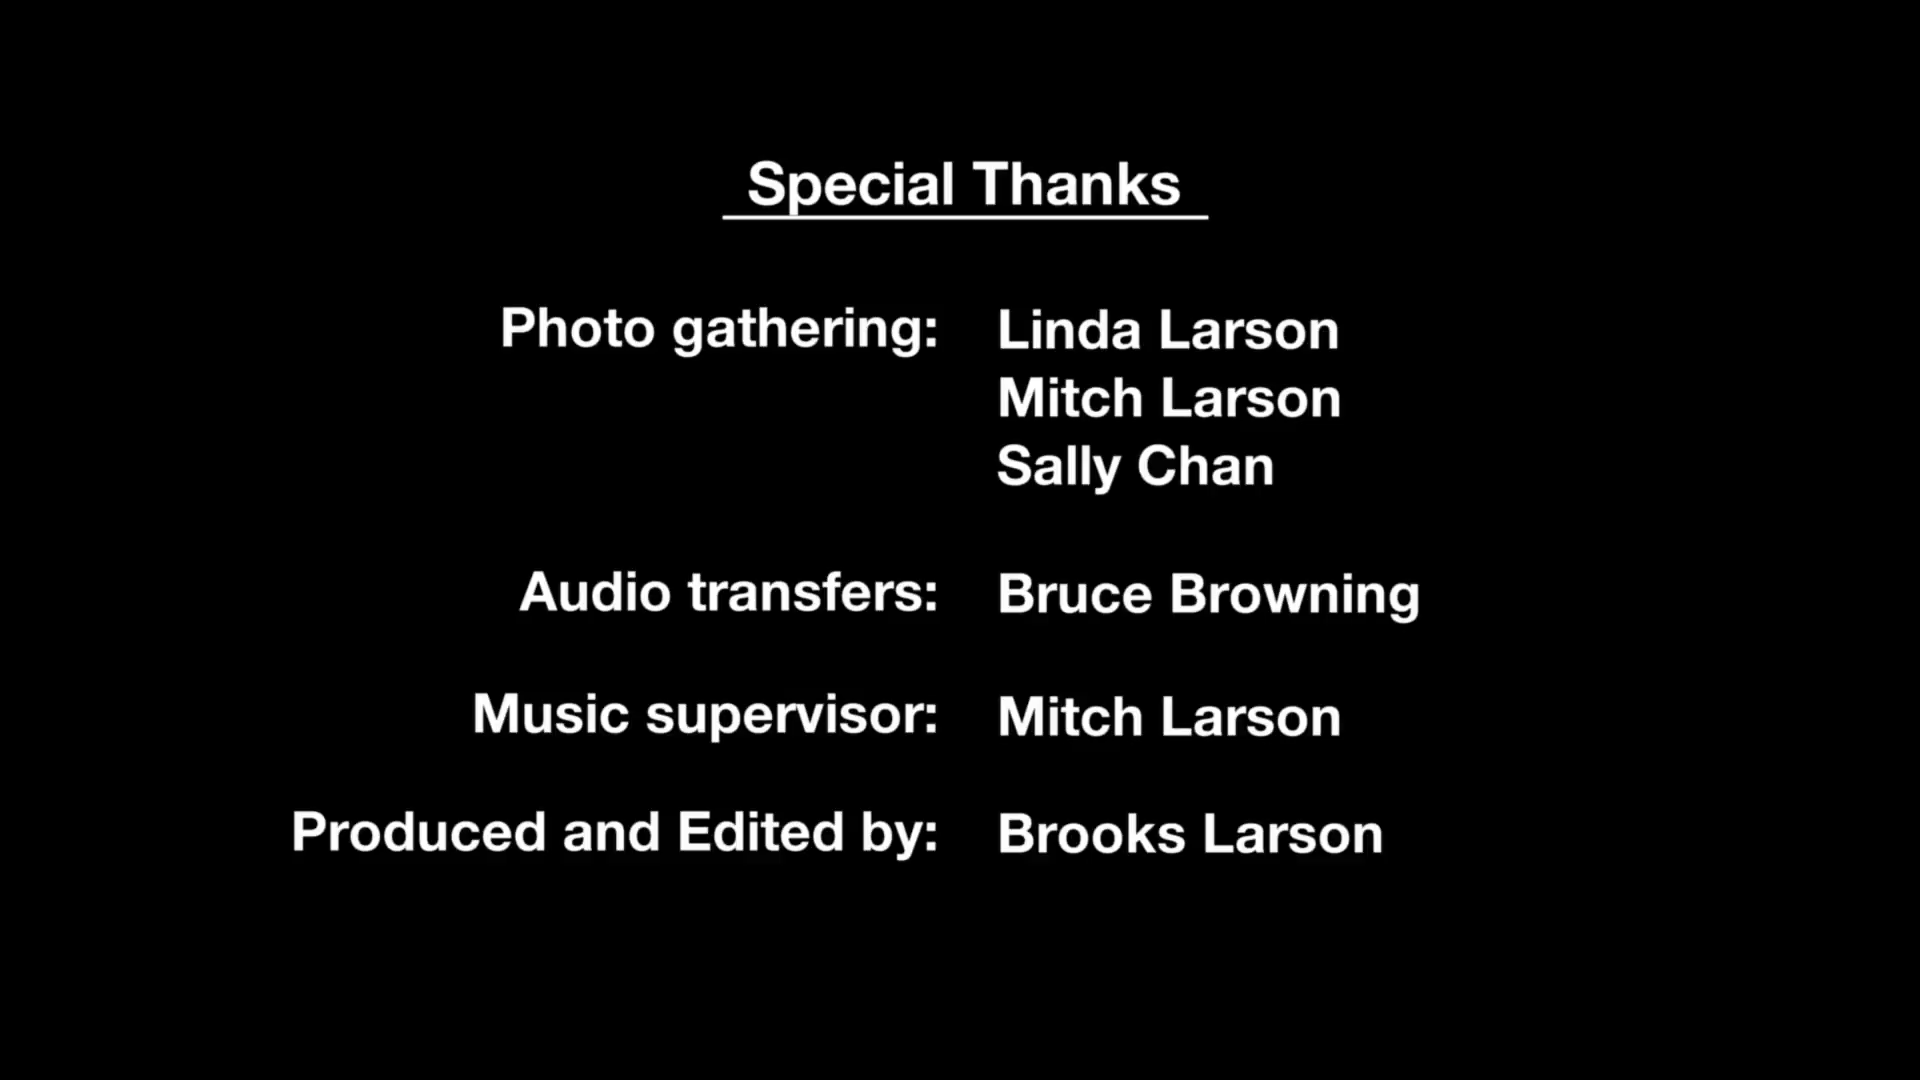 Special Thanks
Photo gathering: Linda Larson
Mitch Larson
Sally Chan
Audio transfers: Bruce Browning
Music supervisor: Mitch Larson
Produced and Edited by: Brooks Larson